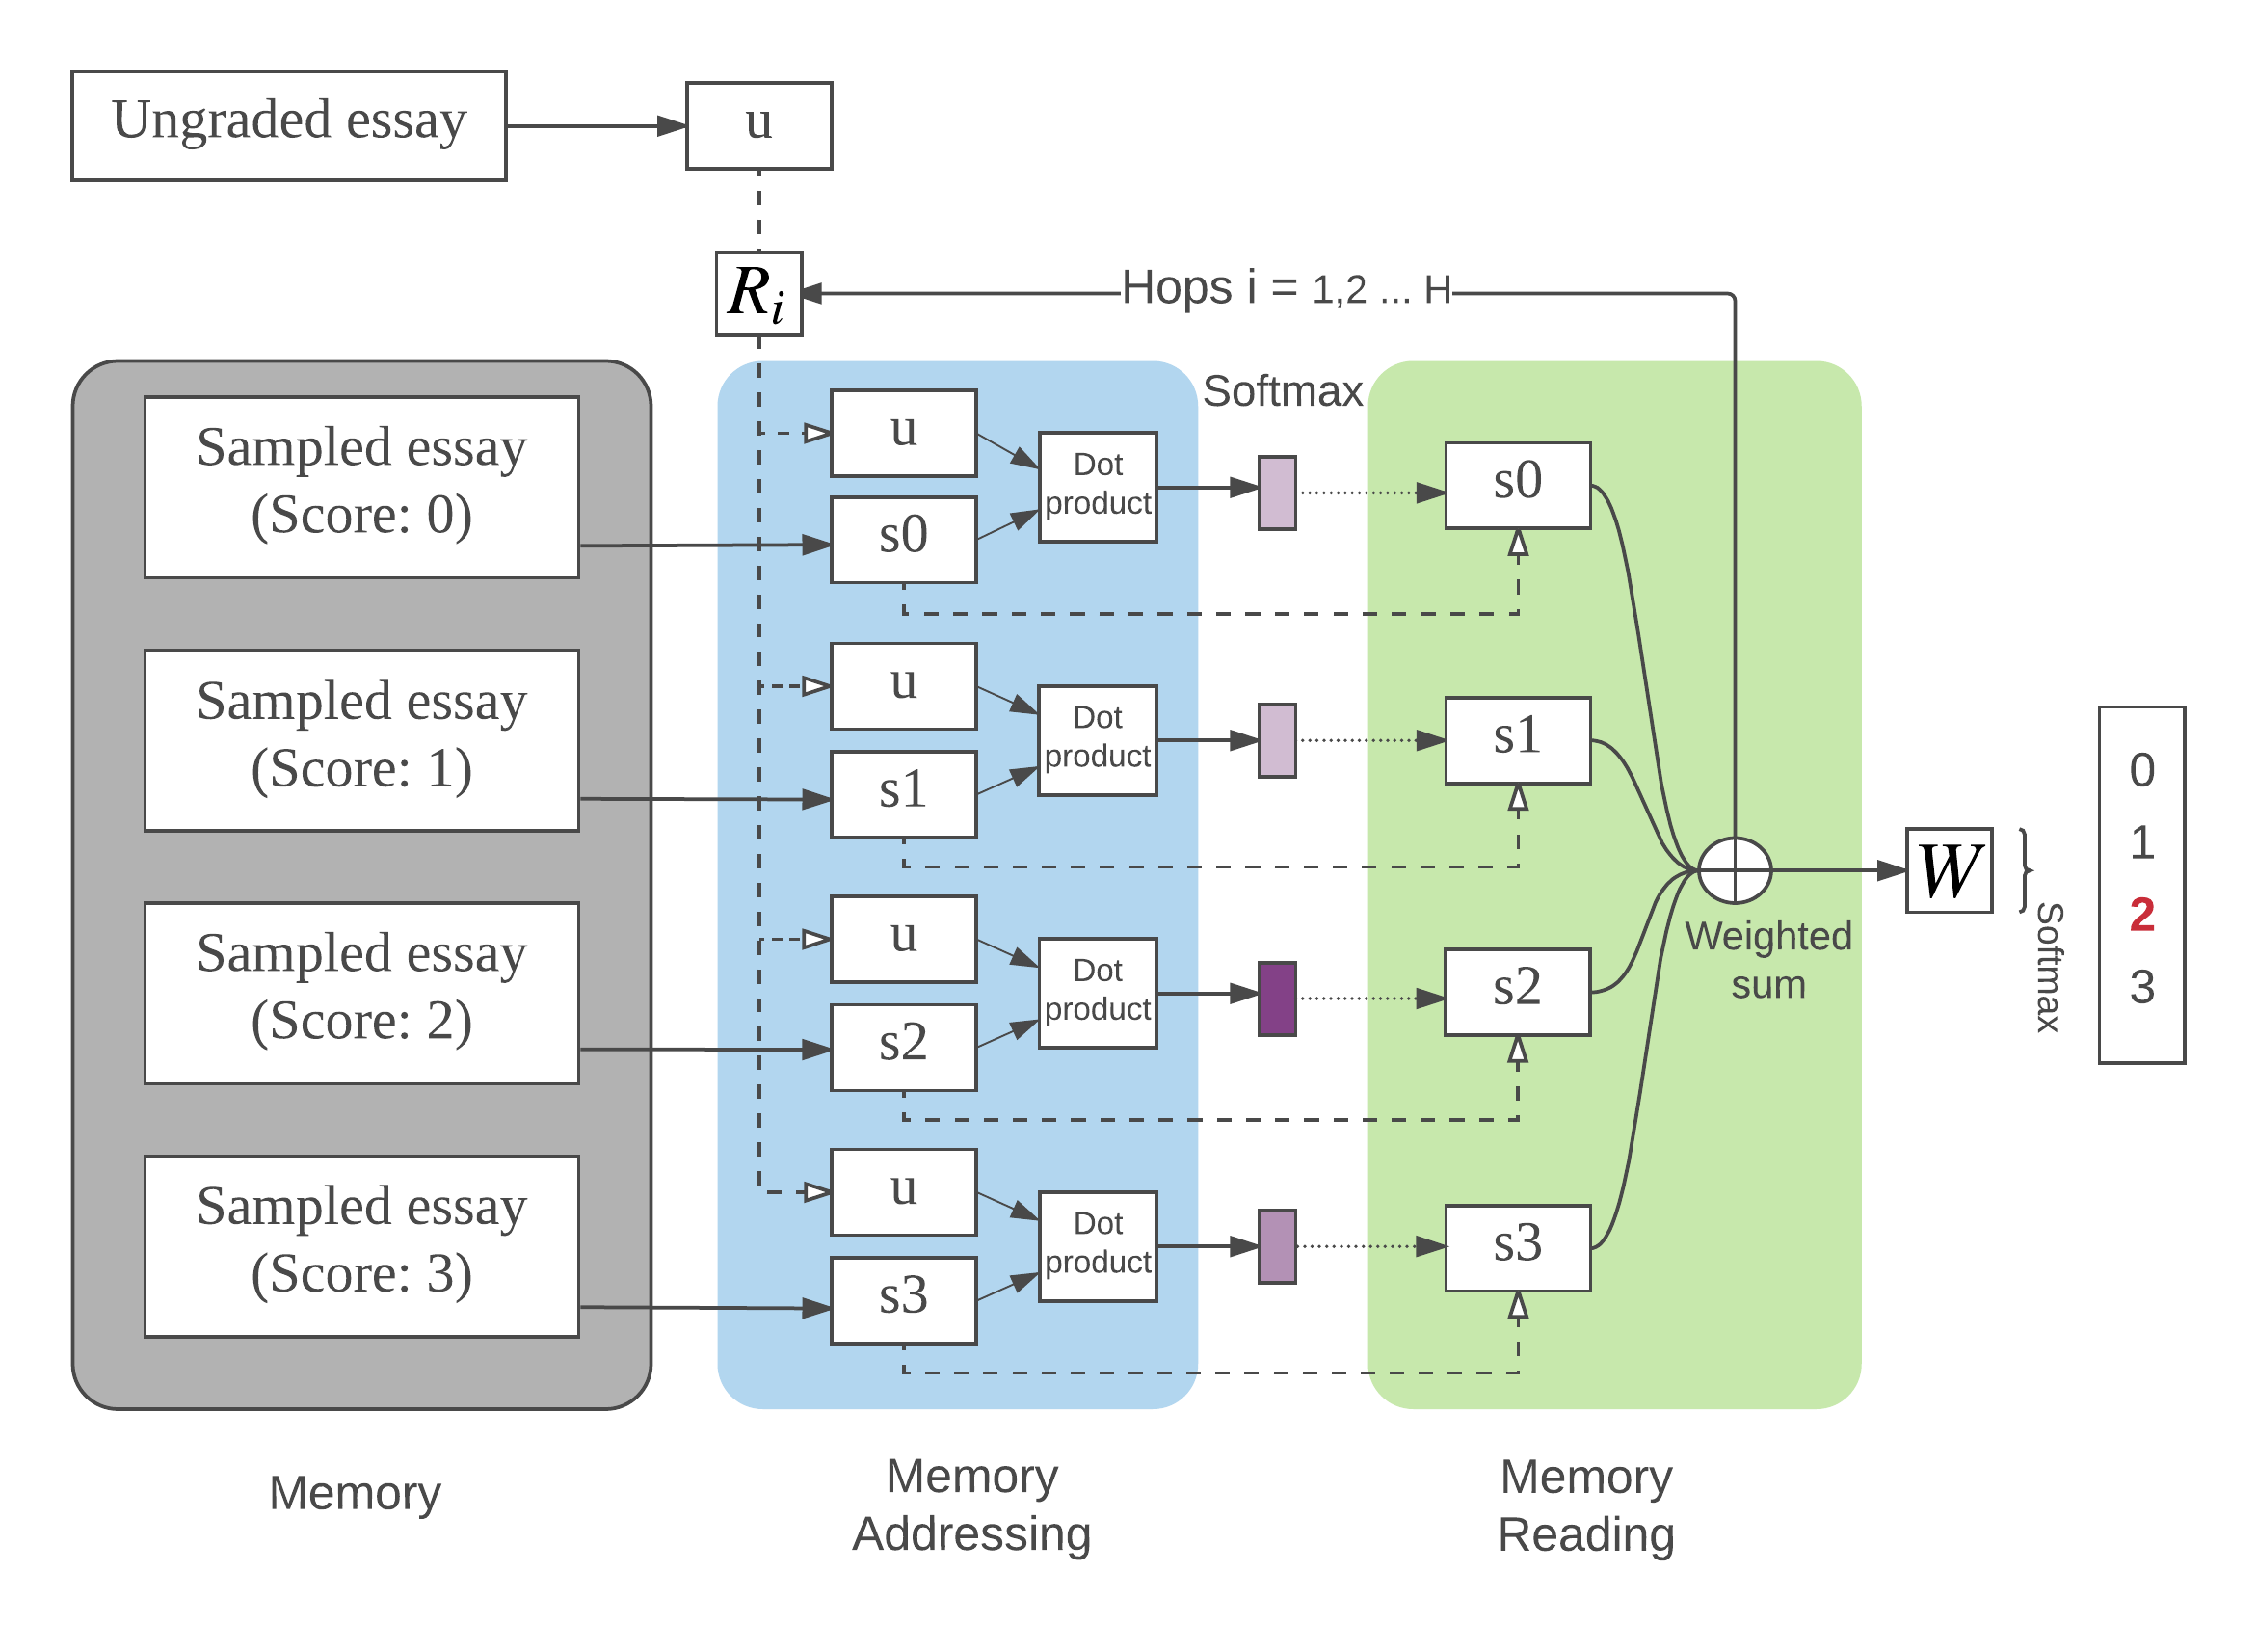 Ungraded essay
u
R_i
Hops i = 1,2 ... H
Softmax
Sampled essay
(Score: 0)
u
s0
Dot
product
s0
Sampled essay
(Score: 1)
u
s1
Dot
product
s1
Sampled essay
(Score: 2)
u
s2
Dot
product
s2
Sampled essay
(Score: 3)
u
s3
Dot
product
s3
Weighted
sum
W
Softmax
0
1
2
3
Memory
Memory
Addressing
Memory
Reading